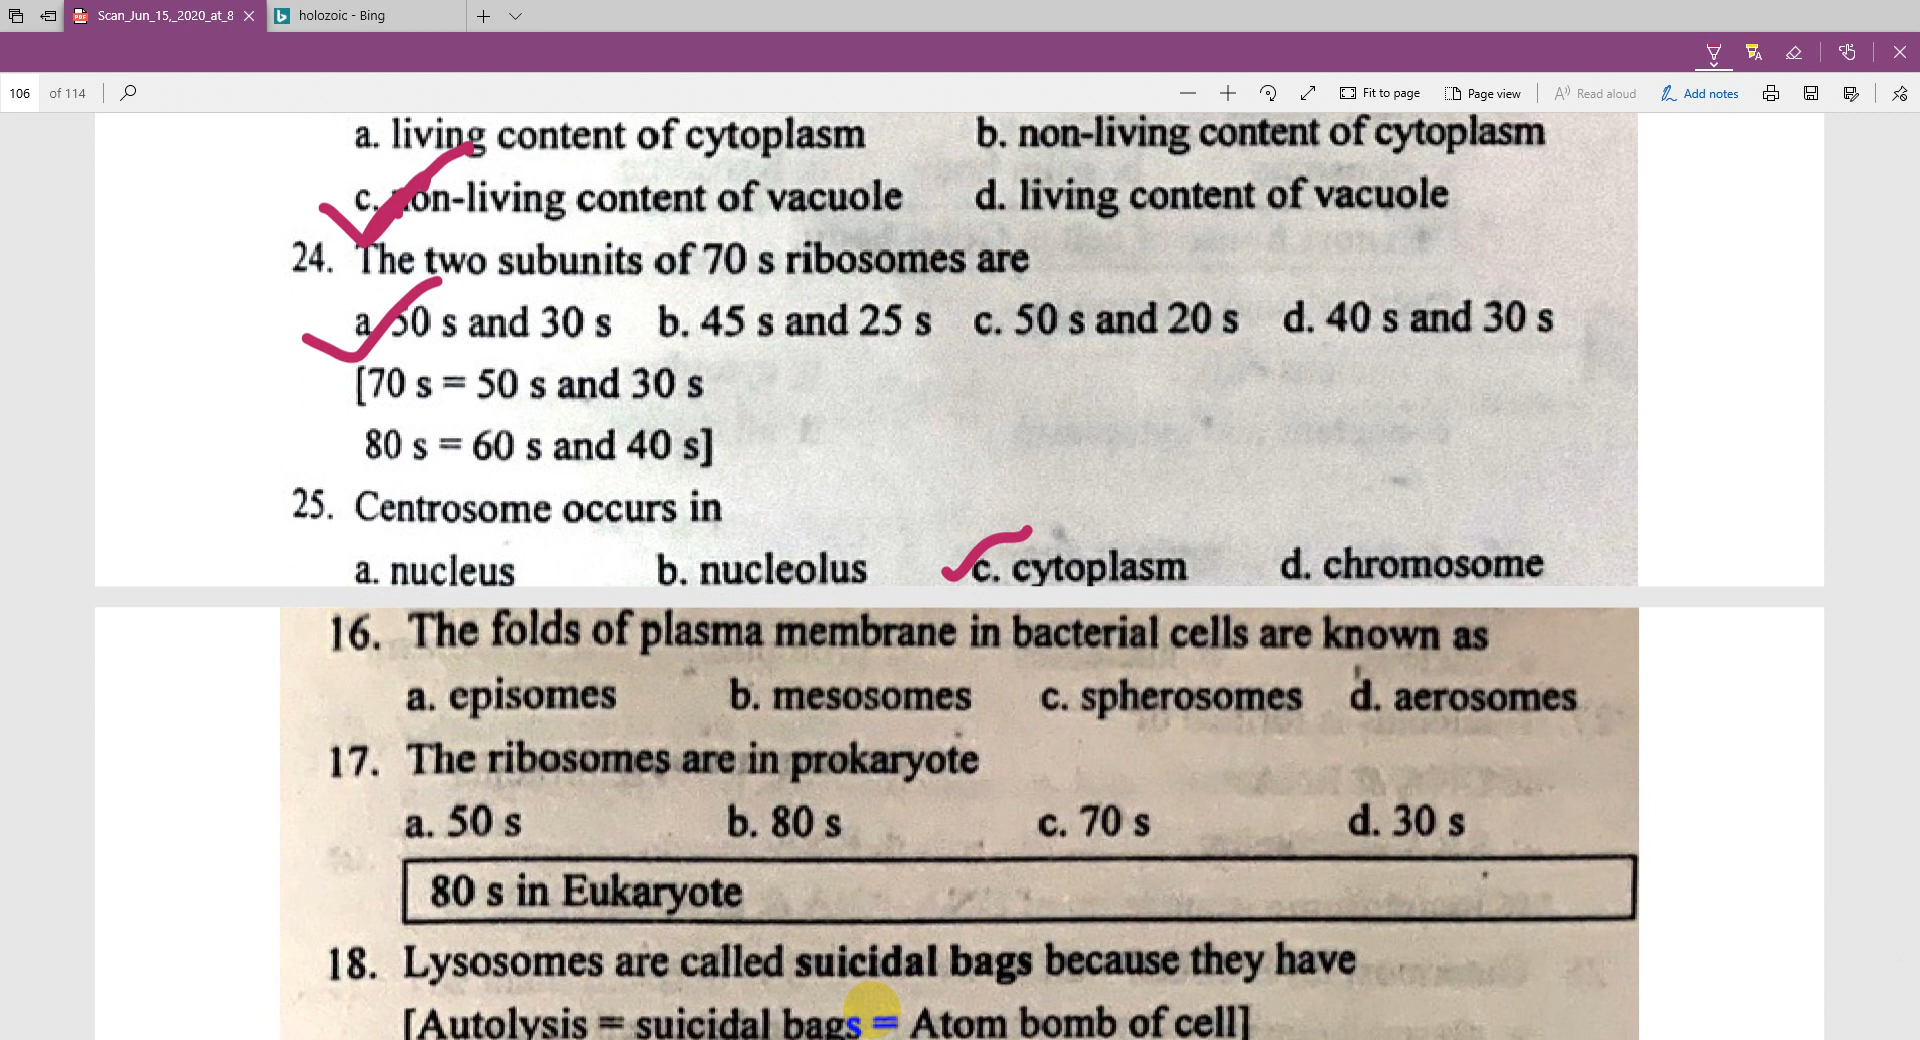 Scan_Jun_15,_2020_at_8
holozoic - Bing
106 of 114
Fit to page
Page view
Read aloud
Add notes
a. living content of cytoplasm b. non-living content of cytoplasm
c. non-living content of vacuole d. living content of vacuole
24. The two subunits of 70 s ribosomes are
a. 50 s and 30 s b. 45 s and 25 s c. 50 s and 20 s d. 40 s and 30 s
[70 s = 50 s and 30 s
80 s = 60 s and 40 s]
25. Centrosome occurs in
a. nucleus b. nucleolus c. cytoplasm d. chromosome
16. The folds of plasma membrane in bacterial cells are known as
a. episomes b. mesosomes c. spherosomes d. aerosomes
17. The ribosomes are in prokaryote
a. 50 s b. 80 s c. 70 s d. 30 s
80 s in Eukaryote
18. Lysosomes are called suicidal bags because they have
[Autolysis = suicidal bags = Atom bomb of cell]